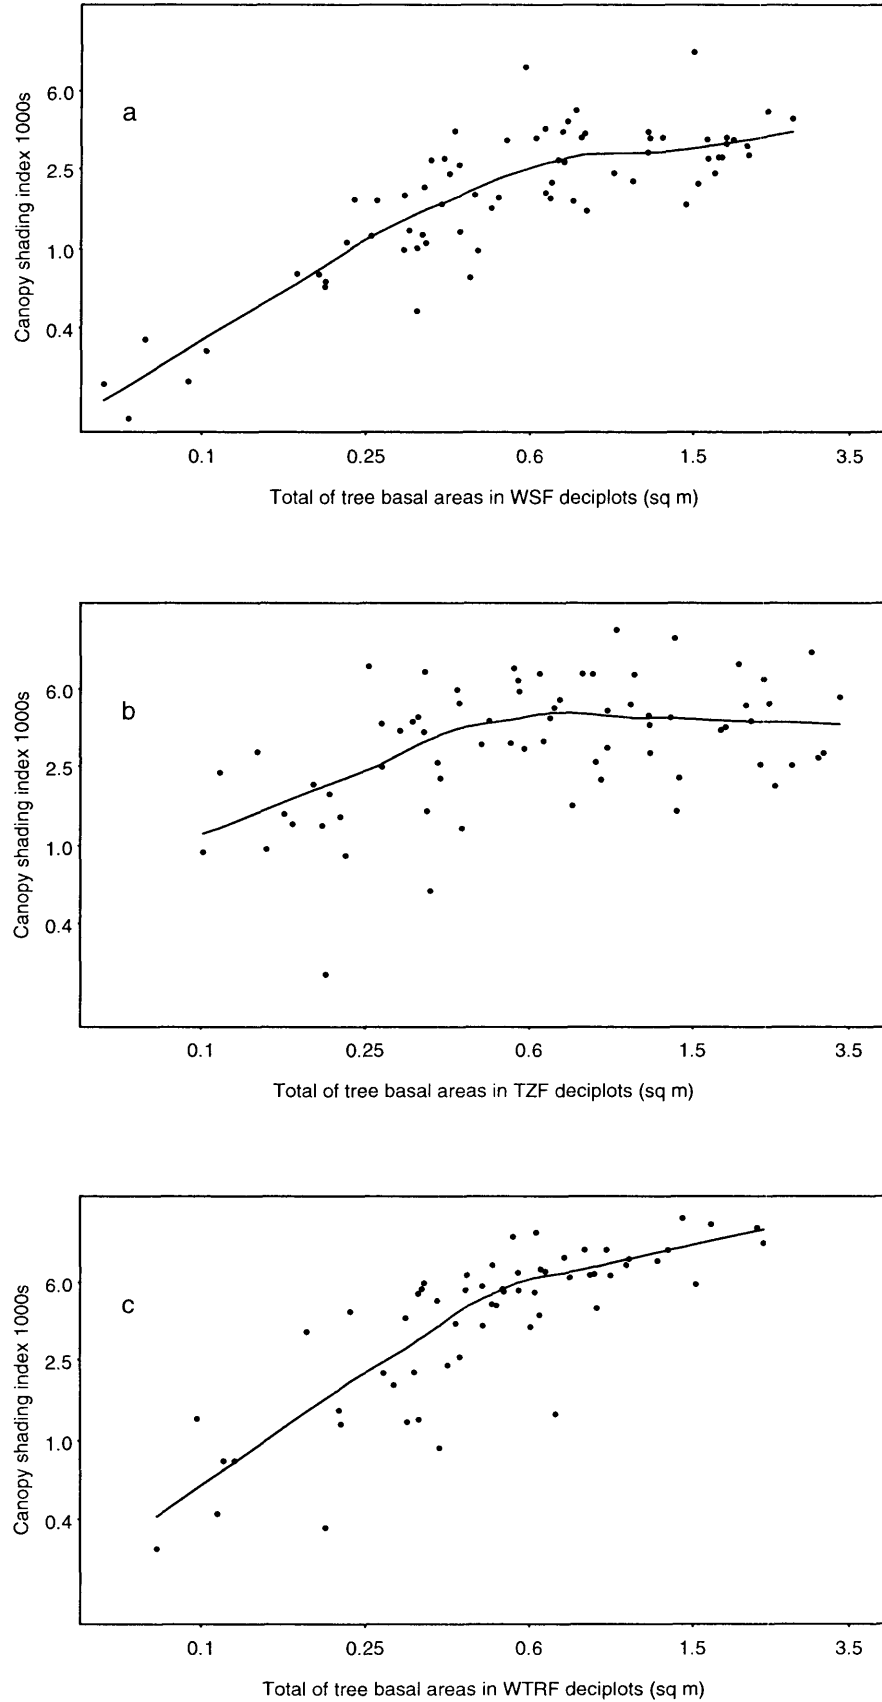 a
Canopy shading index 1000s
6.0
2.5
1.0
0.4
0.1 0.25 0.6 1.5 3.5
Total of tree basal areas in WSF deciplots (sq m)
b
Canopy shading index 1000s
6.0
2.5
1.0
0.4
0.1 0.25 0.6 1.5 3.5
Total of tree basal areas in TZF deciplots (sq m)
c
Canopy shading index 1000s
6.0
2.5
1.0
0.4
0.1 0.25 0.6 1.5 3.5
Total of tree basal areas in WTRF deciplots (sq m)